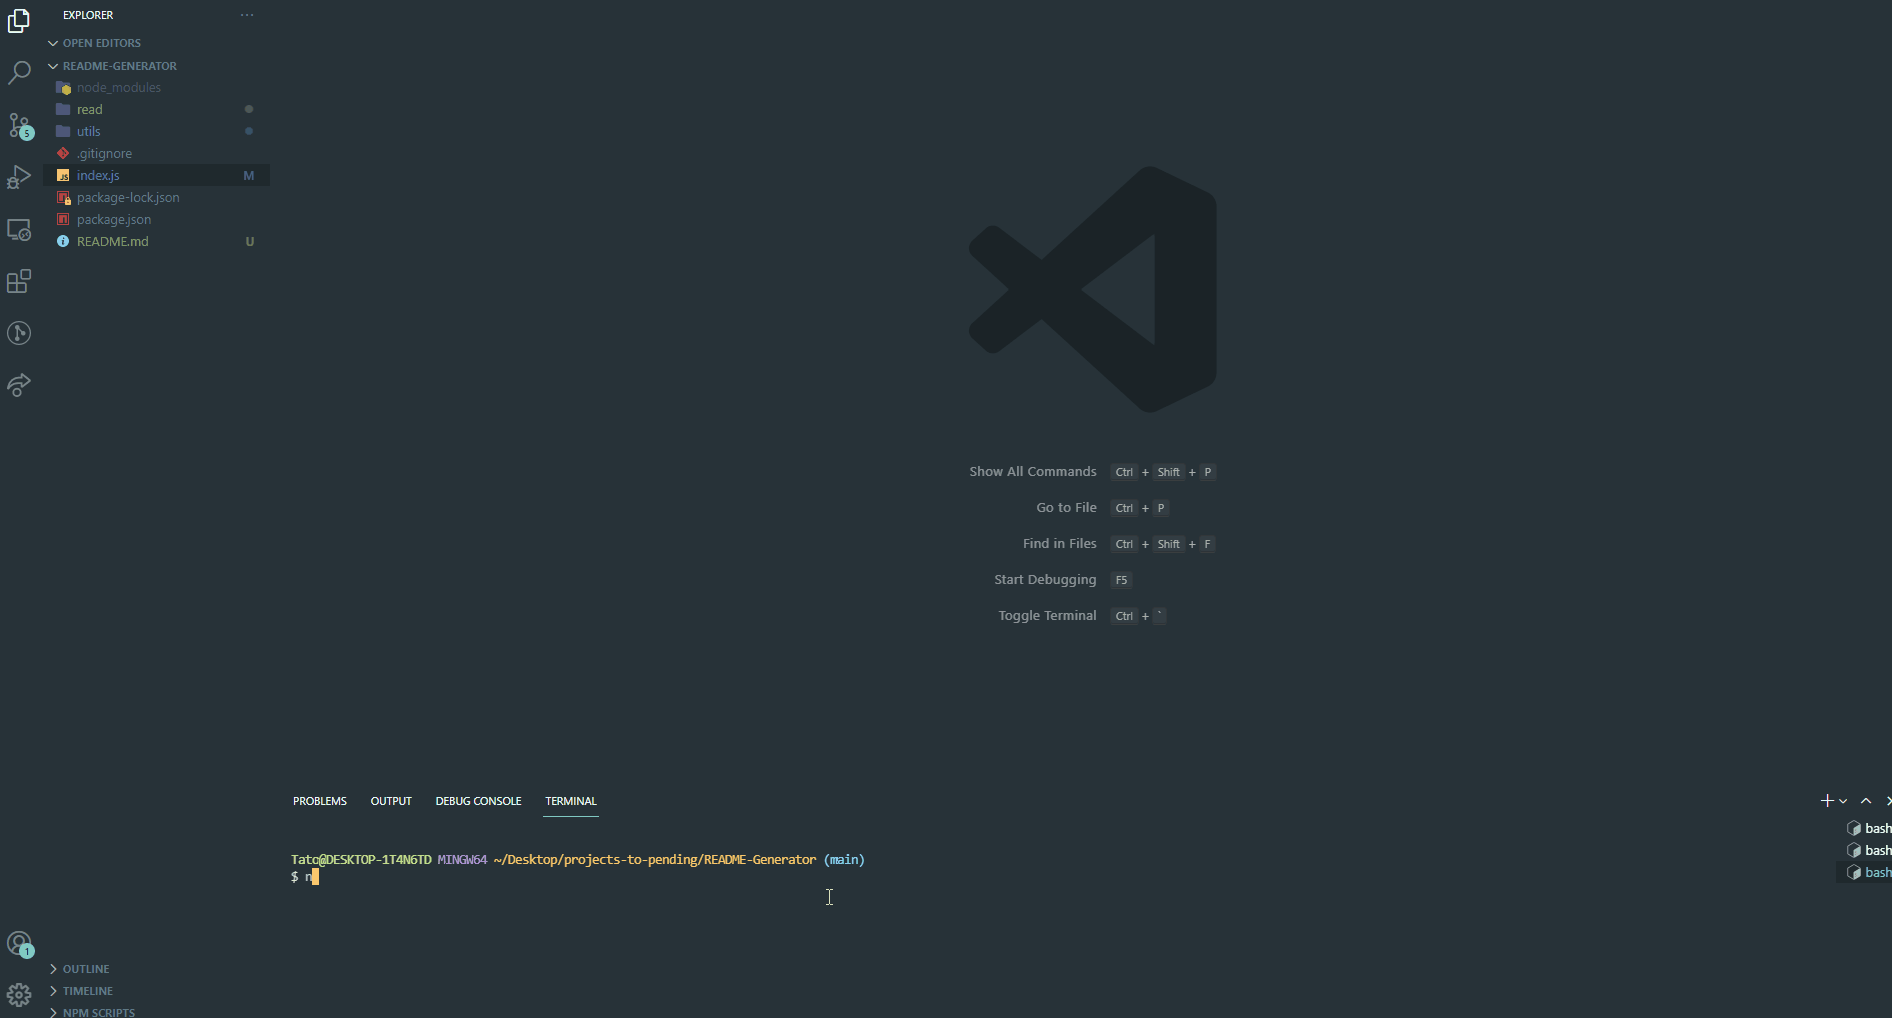 EXPLORER ...
OPEN EDITORS
README-GENERATOR
node_modules
read
utils
.gitignore
index.js M
package-lock.json
package.json
README.md U
5
1
OUTLINE
TIMELINE
NPM SCRIPTS
Show All Commands Ctrl + Shift + P
Go to File Ctrl + P
Find in Files Ctrl + Shift + F
Start Debugging F5
Toggle Terminal Ctrl + `
PROBLEMS OUTPUT DEBUG CONSOLE TERMINAL
bash
bash
bash
Tato@DESKTOP-1T4N6TD MINGW64 ~/Desktop/projects-to-pending/README-Generator (main)
$ n